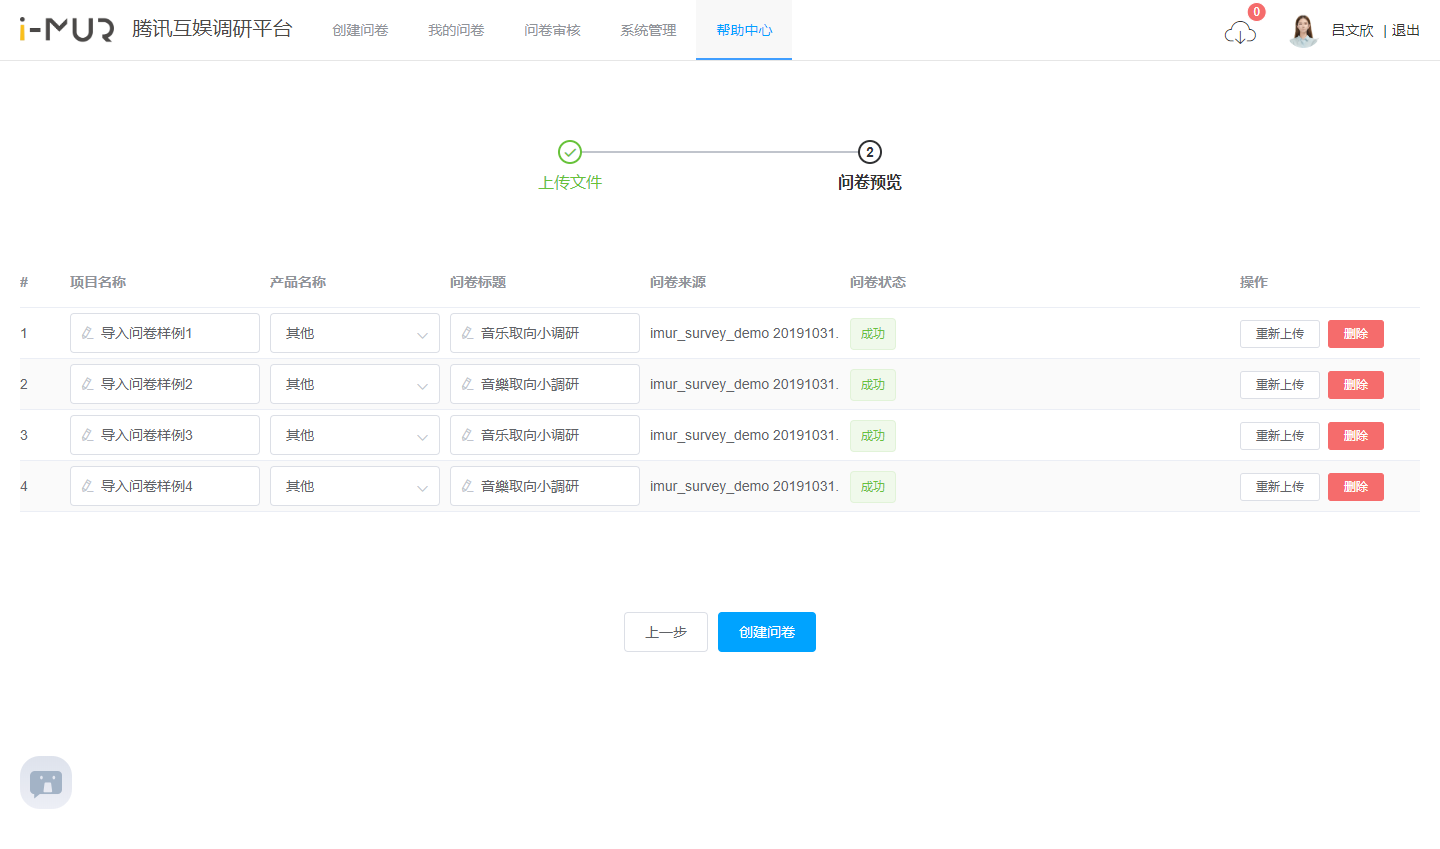 i-MUR 腾讯互娱调研平台 创建问卷 我的问卷 问卷审核 系统管理 帮助中心 0 吕文欣 | 退出
2
上传文件 问卷预览
# 项目名称 产品名称 问卷标题 问卷来源 问卷状态 操作
1 导入问卷样例1 其他 音乐取向小调研 imur_survey_demo 20191031. 成功 重新上传 删除
2 导入问卷样例2 其他 音樂取向小調研 imur_survey_demo 20191031. 成功 重新上传 删除
3 导入问卷样例3 其他 音乐取向小调研 imur_survey_demo 20191031. 成功 重新上传 删除
4 导入问卷样例4 其他 音樂取向小調研 imur_survey_demo 20191031. 成功 重新上传 删除
上一步 创建问卷